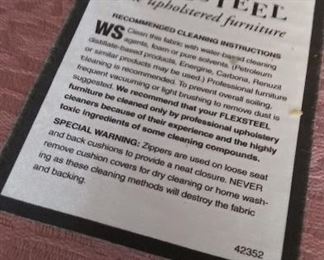 STEEL
upholstered furniture
RECOMMENDED CLEANING INSTRUCTIONS
WS Clean this fabric with water-based cleaning
agents, foam or pure solvents. (Petroleum
distillate-based products, Energine, Carbona, Renuzit
or similar products may be used.) Professional furniture
cleaning is recommended. To prevent overall soiling,
frequent vacuuming or light brushing to remove dust is
suggested. We recommend that your FLEXSTEEL
furniture be cleaned only by professional upholstery
cleaners because of their experience and the highly
toxic ingredients of some cleaning compounds.
SPECIAL WARNING: Zippers are used on loose seat
and back cushions to provide a neat closure. NEVER
remove cushion covers for dry cleaning or home wash-
ing as these cleaning methods will destroy the fabric
and backing.
42352